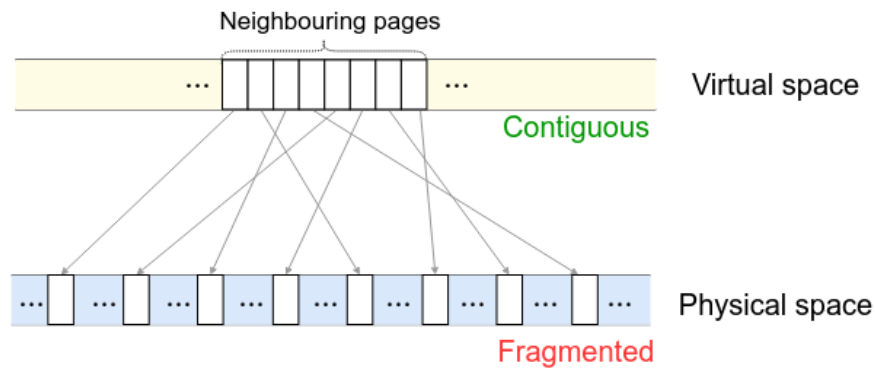 Neighbouring pages
... ...
Virtual space
Contiguous
... ... ... ... ... ... ... ... ...
Physical space
Fragmented